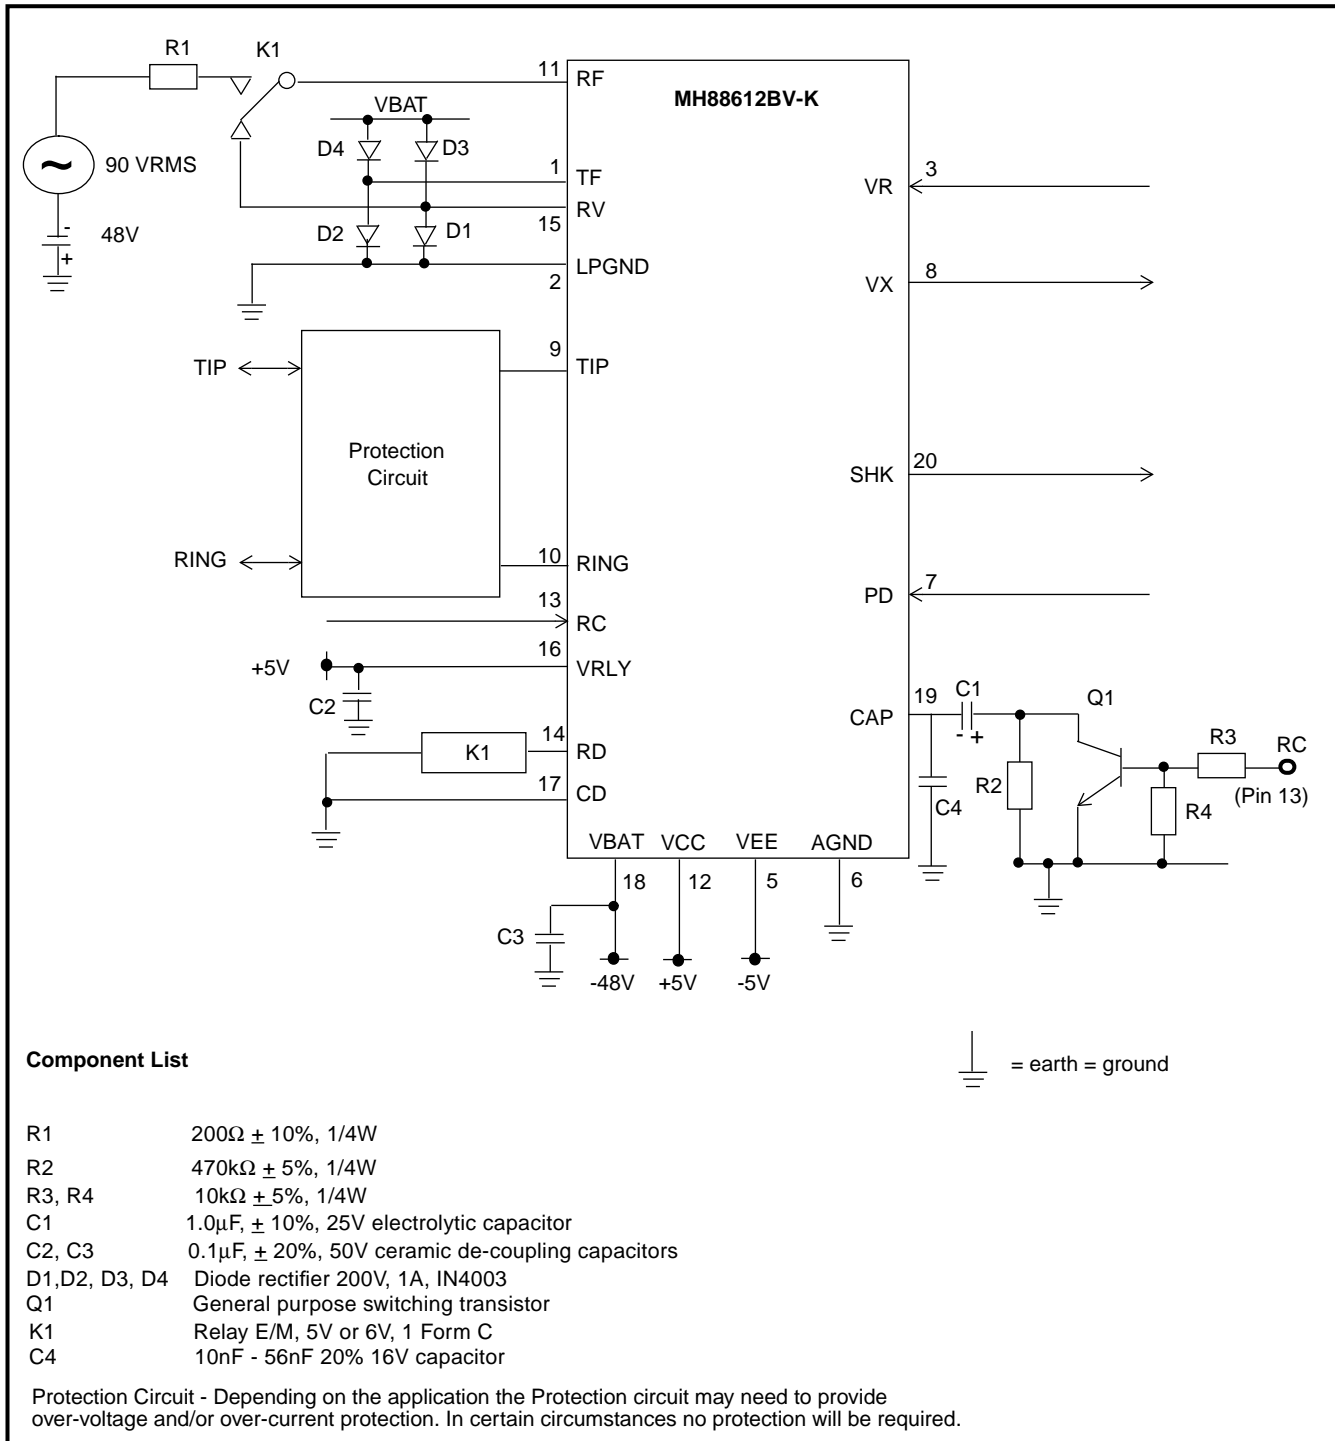 R1
K1
11
RF
MH88612BV-K
VBAT
D4
D3
90 VRMS
1
TF
3
VR
RV
15
48V
D2
D1
LPGND
2
8
VX
9
TIP
TIP
Protection
Circuit
20
SHK
RING
10
RING
7
PD
13
RC
16
+5V
VRLY
C2
19
C1
Q1
CAP
14
RD
K1
R3
RC
17
CD
R2
C4
(Pin 13)
R4
VBAT
VCC
VEE
AGND
18
12
5
6
C3
-48V
+5V
-5V
Component List
= earth = ground
R1 200Ω ± 10%, 1/4W
R2 470kΩ ± 5%, 1/4W
R3, R4 10kΩ ± 5%, 1/4W
C1 1.0µF, ± 10%, 25V electrolytic capacitor
C2, C3 0.1µF, ± 20%, 50V ceramic de-coupling capacitors
D1,D2, D3, D4 Diode rectifier 200V, 1A, IN4003
Q1 General purpose switching transistor
K1 Relay E/M, 5V or 6V, 1 Form C
C4 10nF - 56nF 20% 16V capacitor
Protection Circuit - Depending on the application the Protection circuit may need to provide
over-voltage and/or over-current protection. In certain circumstances no protection will be required.